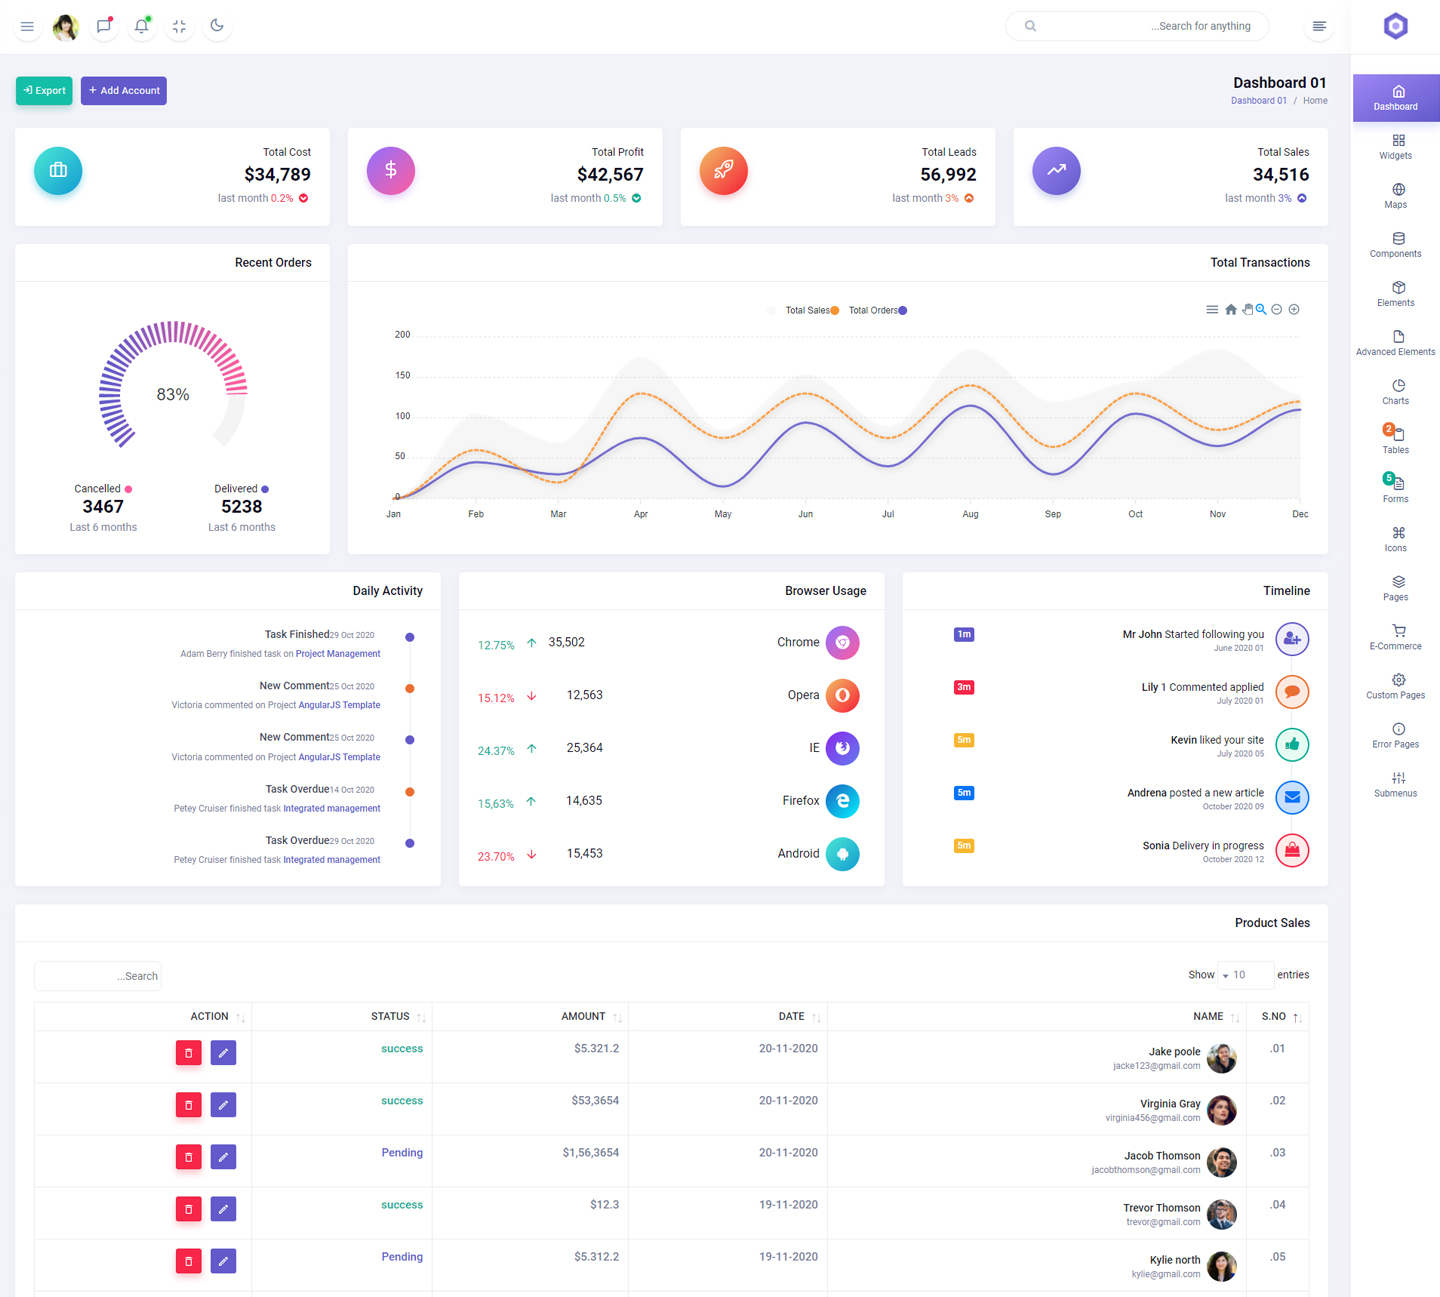 ...Search for anything
Dashboard 01
Dashboard 01 / Home
Export
+ Add Account
Dashboard
Widgets
Maps
Components
Elements
Advanced Elements
Charts
2
Tables
5
Forms
Icons
Pages
E-Commerce
Custom Pages
Error Pages
Submenus
Total Cost
$34,789
last month 0.2%
Total Profit
$42,567
last month 0.5%
Total Leads
56,992
last month 3%
Total Sales
34,516
last month 3%
Recent Orders
83%
Cancelled
3467
Last 6 months
Delivered
5238
Last 6 months
Total Transactions
Total Sales
Total Orders
200
150
100
50
0
Jan Feb Mar Apr May Jun Jul Aug Sep Oct Nov Dec
Daily Activity
Task Finished 29 Oct 2020
Adam Berry finished task on Project Management
New Comment 25 Oct 2020
Victoria commented on Project AngularJS Template
New Comment 25 Oct 2020
Victoria commented on Project AngularJS Template
Task Overdue 14 Oct 2020
Petey Cruiser finished task Integrated management
Task Overdue 29 Oct 2020
Petey Cruiser finished task Integrated management
Browser Usage
12.75% 35,502 Chrome
15.12% 12,563 Opera
24.37% 25,364 IE
15,63% 14,635 Firefox
23.70% 15,453 Android
Timeline
1m Mr John Started following you
June 2020 01
3m Lily 1 Commented applied
July 2020 01
5m Kevin liked your site
July 2020 05
5m Andrena posted a new article
October 2020 09
5m Sonia Delivery in progress
October 2020 12
Product Sales
...Search
Show 10 entries
ACTION STATUS AMOUNT DATE NAME S.NO
success $5.321.2 20-11-2020 Jake poole .01
jacke123@gmail.com
success $53,3654 20-11-2020 Virginia Gray .02
virginia456@gmail.com
Pending $1,56,3654 20-11-2020 Jacob Thomson .03
jacobthomson@gmail.com
success $12.3 19-11-2020 Trevor Thomson .04
trevor@gmail.com
Pending $5.312.2 19-11-2020 Kylie north .05
kylie@gmail.com